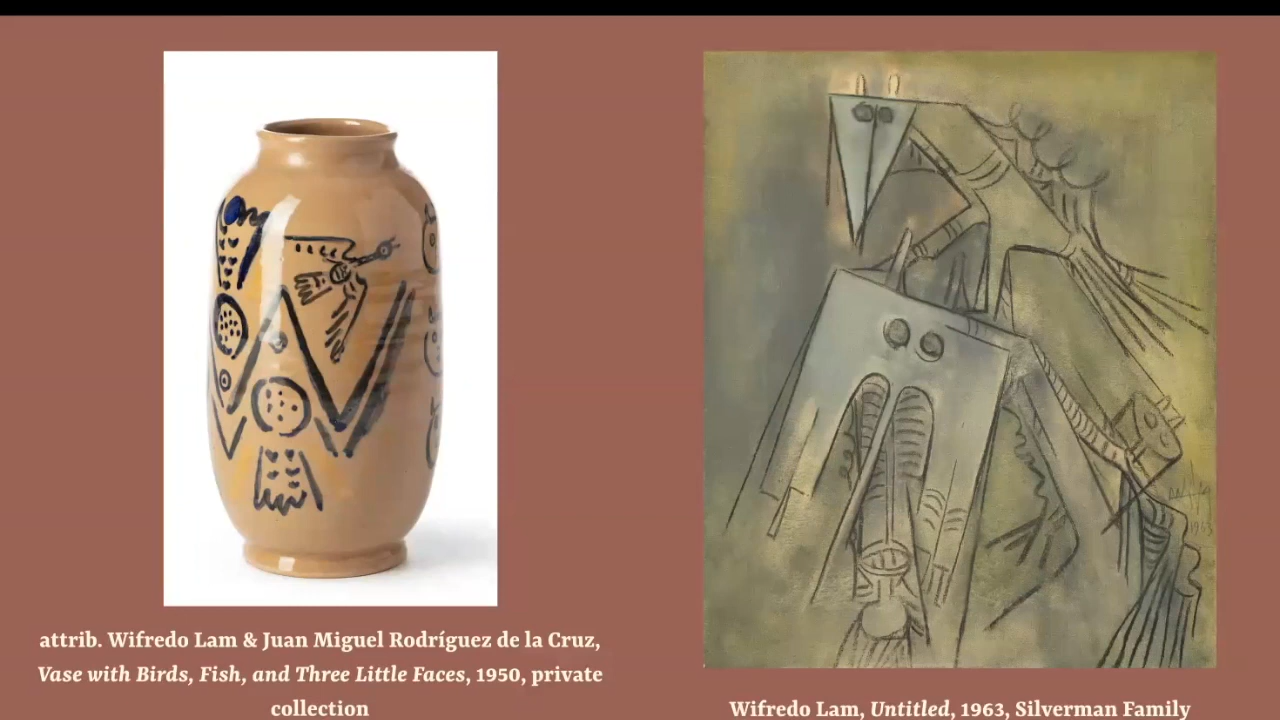 attrib. Wifredo Lam & Juan Miguel Rodríguez de la Cruz,
Vase with Birds, Fish, and Three Little Faces, 1950, private
collection
Wifredo Lam, Untitled, 1963, Silverman Family
1963